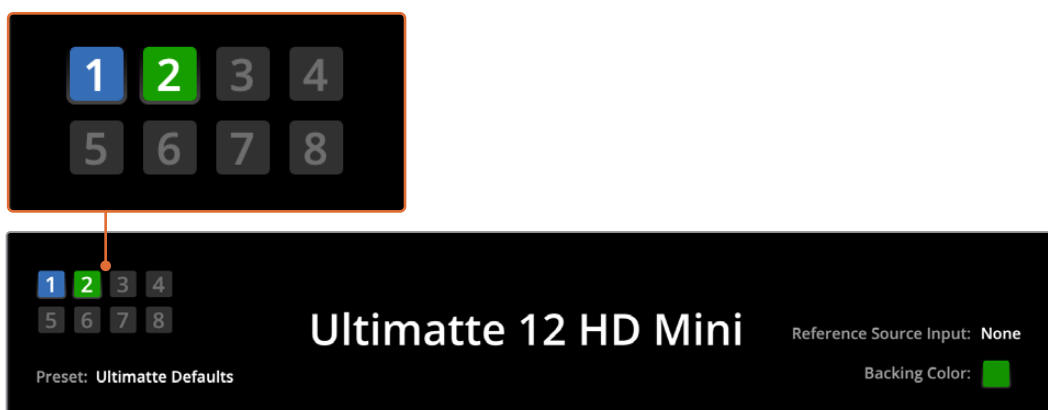 1 2 3 4
5 6 7 8
1 2 3 4
5 6 7 8
Ultimatte 12 HD Mini
Reference Source Input: None
Preset: Ultimatte Defaults
Backing Color: